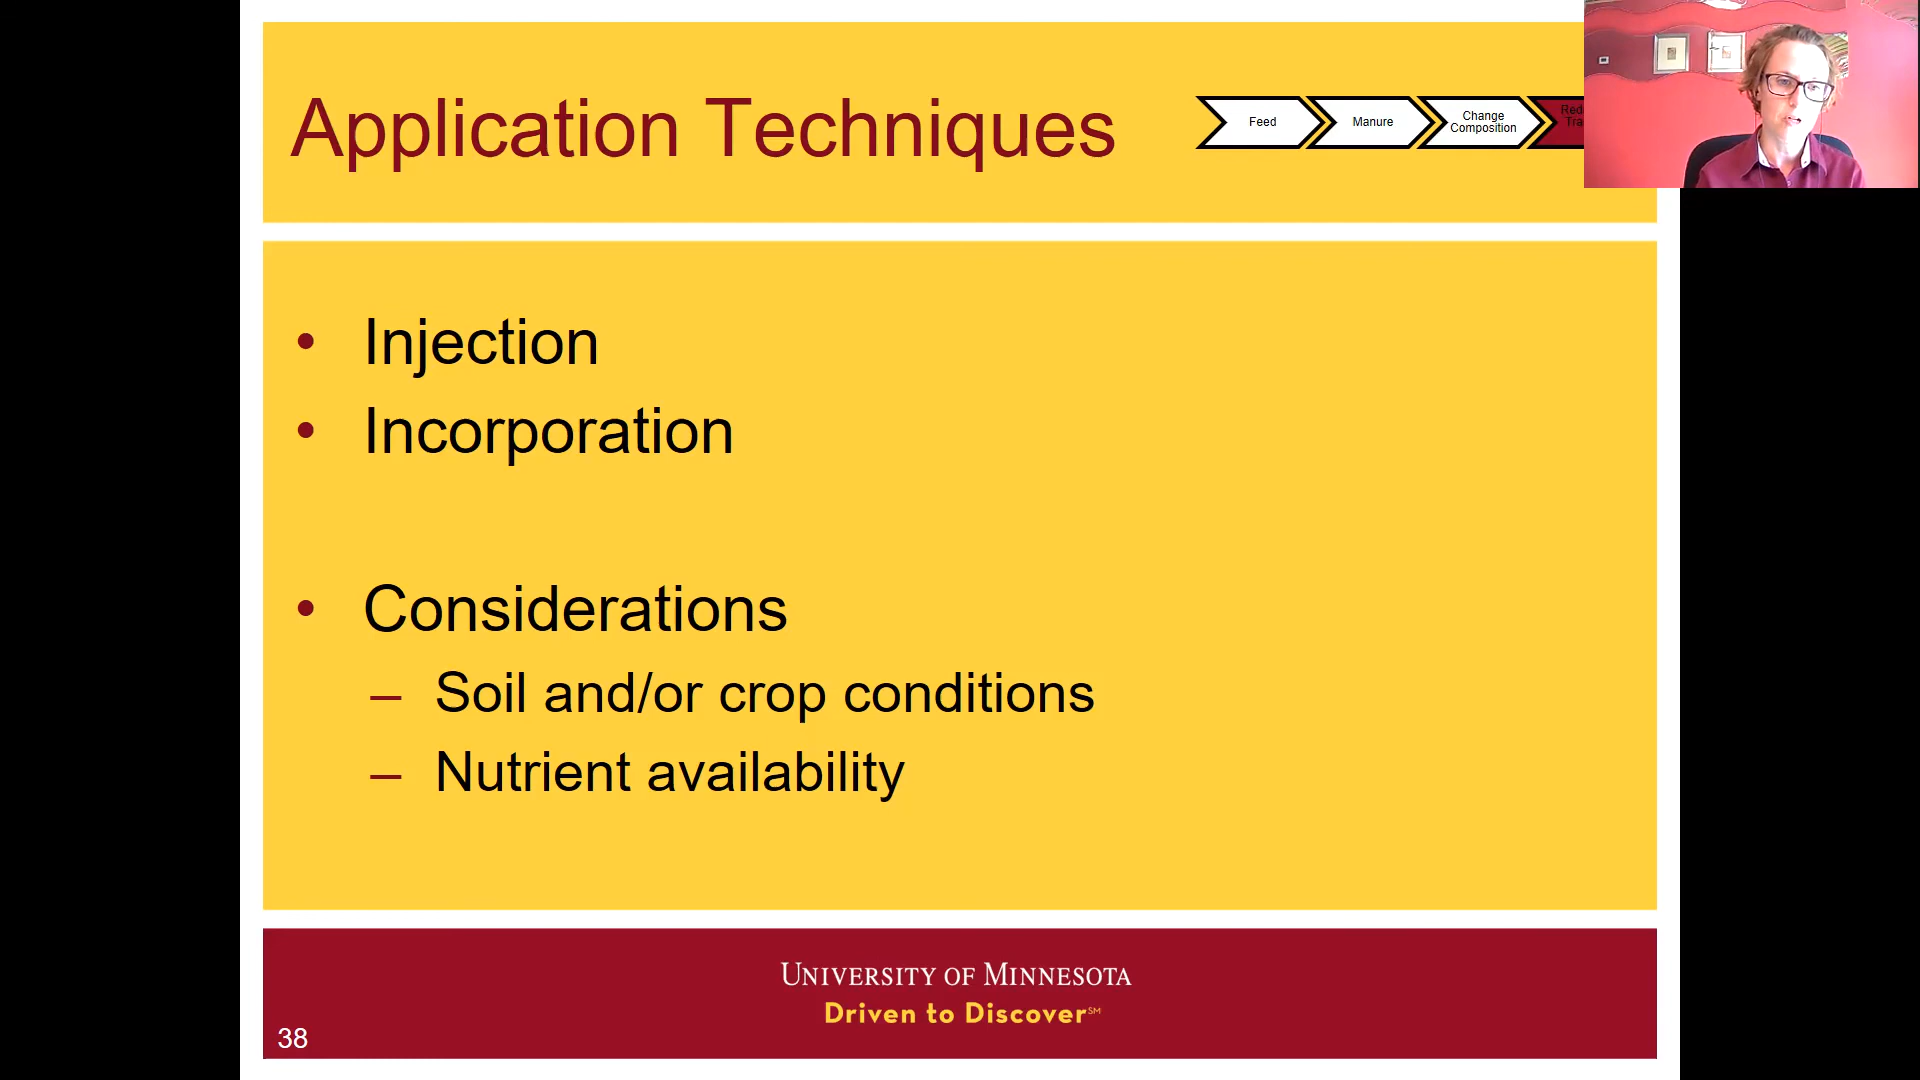 Application Techniques
Feed
Manure
Change
Composition
• Injection
• Incorporation
• Considerations
– Soil and/or crop conditions
– Nutrient availability
UNIVERSITY OF MINNESOTA
Driven to Discover℠
38